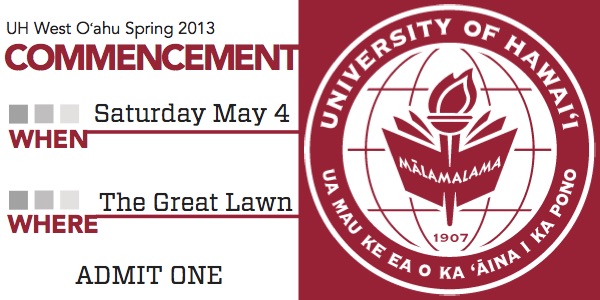 UH West Oʻahu Spring 2013
COMMENCEMENT
Saturday May 4
WHEN
The Great Lawn
WHERE
ADMIT ONE
UNIVERSITY OF HAWAIʻI
MĀLAMALAMA
1907
UA MAU KE EA O KA ʻĀINA I KA PONO